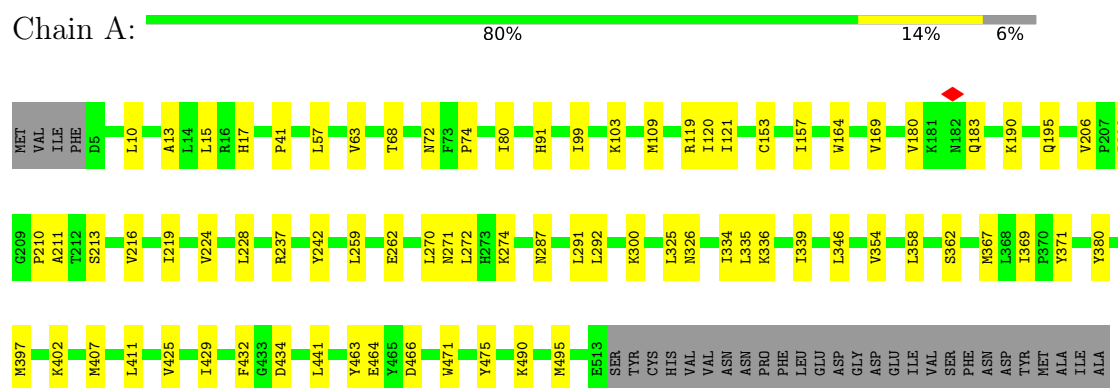 Chain A:
80% 14% 6%
MET VAL ILE PHE D5 L10 A13 L14 L15 R16 H17 P41 L57 V63 T68 N72 F73 P74 I80 H91 I99 K103 M109 R119 I120 I121 C153 I157 W164 V169 V180 K181 N182 Q183 K190 Q195 V206 P207
G209 P210 A211 T212 S213 V216 I219 V224 L228 R237 Y242 L259 E262 L270 N271 L272 H273 K274 N287 L291 L292 K300 L325 N326 I334 L335 K336 I339 L346 V354 L358 S362 M367 L368 I369 P370 Y371 Y380
M397 K402 M407 L411 V425 I429 F432 G433 D434 L441 Y463 E464 Y465 D466 W471 Y475 K490 M495 E513 SER TYR CYS HIS VAL VAL ASN ASN PRO PHE LEU GLU ASP GLY ASP GLU ILE VAL SER PHE ASN ASP TYR MET ALA ILE ALA